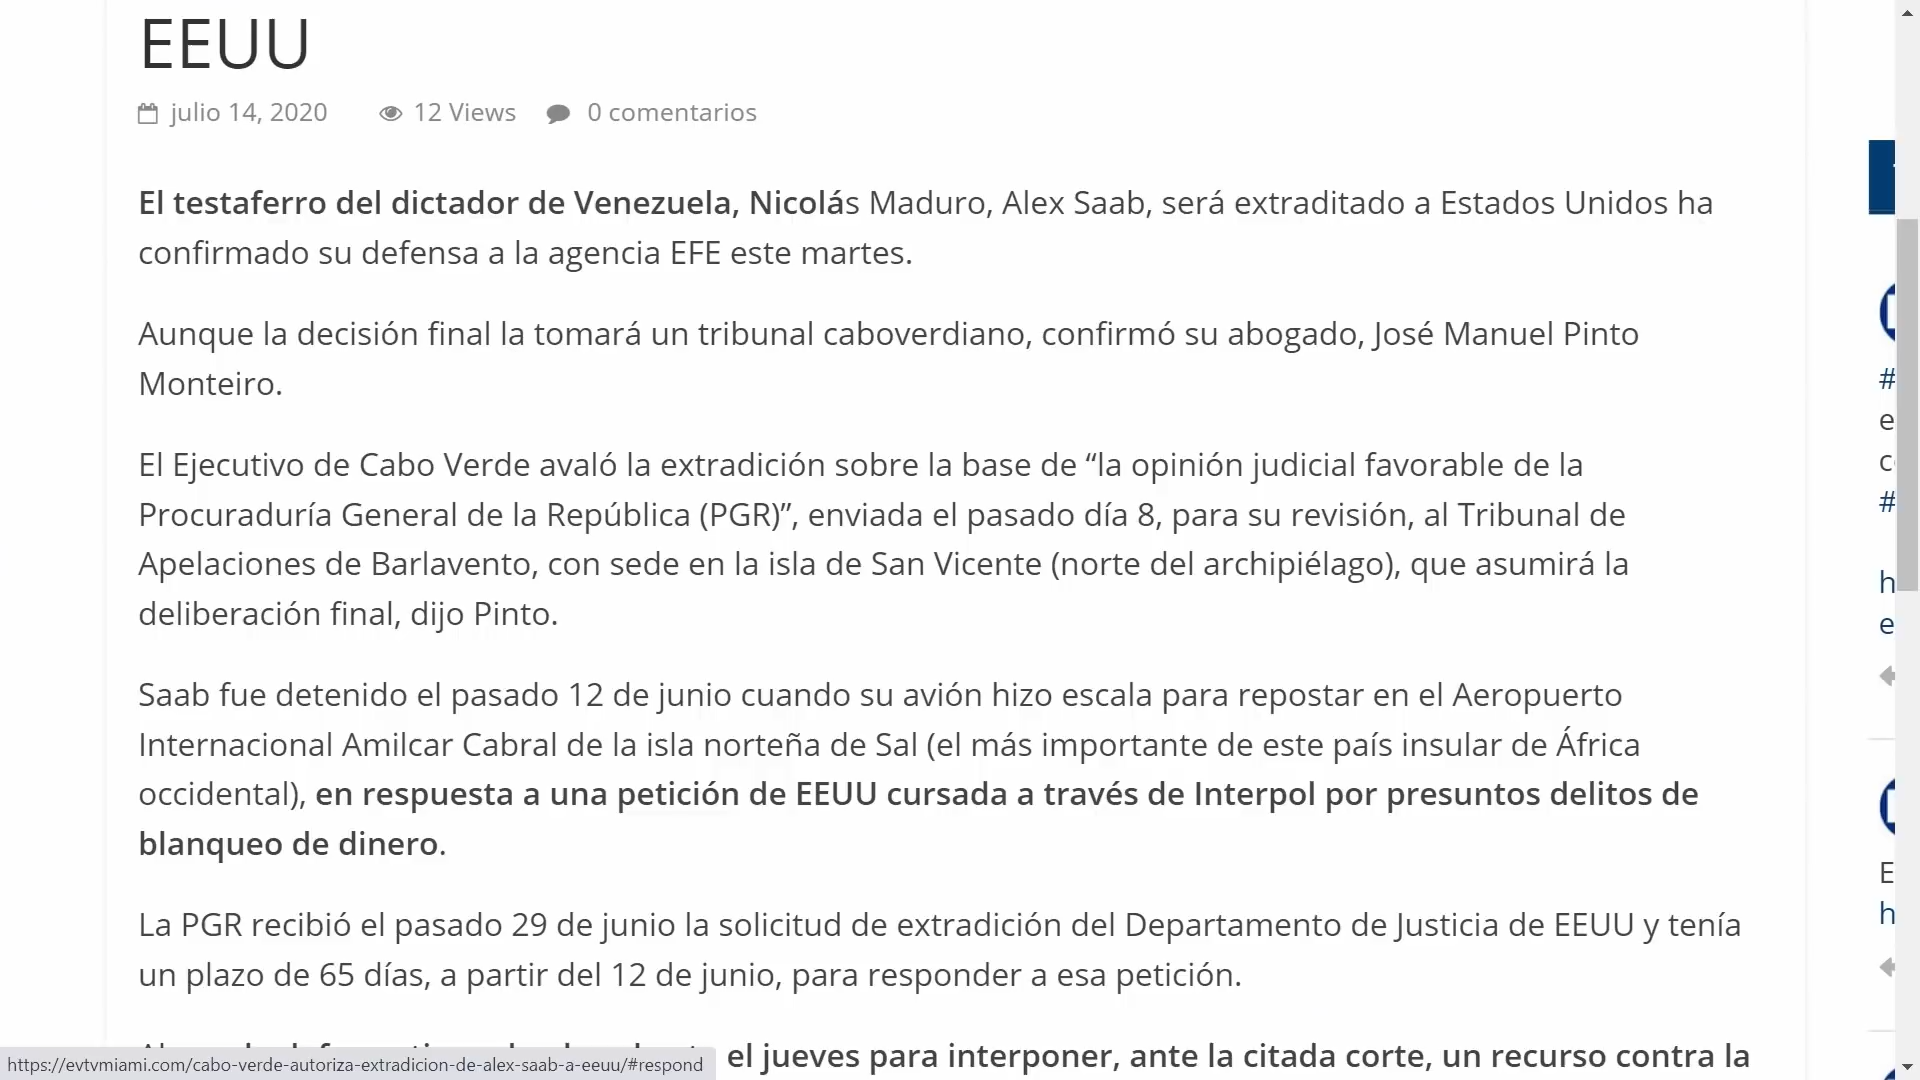 EEUU
julio 14, 2020 12 Views 0 comentarios
El testaferro del dictador de Venezuela, Nicolás Maduro, Alex Saab, será extraditado a Estados Unidos ha
confirmado su defensa a la agencia EFE este martes.
Aunque la decisión final la tomará un tribunal caboverdiano, confirmó su abogado, José Manuel Pinto
Monteiro.
El Ejecutivo de Cabo Verde avaló la extradición sobre la base de “la opinión judicial favorable de la
Procuraduría General de la República (PGR)”, enviada el pasado día 8, para su revisión, al Tribunal de
Apelaciones de Barlavento, con sede en la isla de San Vicente (norte del archipiélago), que asumirá la
deliberación final, dijo Pinto.
Saab fue detenido el pasado 12 de junio cuando su avión hizo escala para repostar en el Aeropuerto
Internacional Amilcar Cabral de la isla norteña de Sal (el más importante de este país insular de África
occidental), en respuesta a una petición de EEUU cursada a través de Interpol por presuntos delitos de
blanqueo de dinero.
La PGR recibió el pasado 29 de junio la solicitud de extradición del Departamento de Justicia de EEUU y tenía
un plazo de 65 días, a partir del 12 de junio, para responder a esa petición.
el jueves para interponer, ante la citada corte, un recurso contra la
https://evtvmiami.com/cabo-verde-autoriza-extradicion-de-alex-saab-a-eeuu/#respond